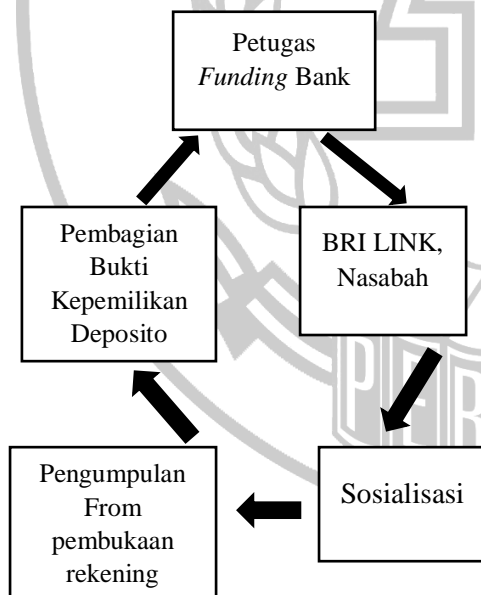 Petugas
Funding Bank
BRI LINK,
Nasabah
Sosialisasi
Pengumpulan
From
pembukaan
rekening
Pembagian
Bukti
Kepemilikan
Deposito